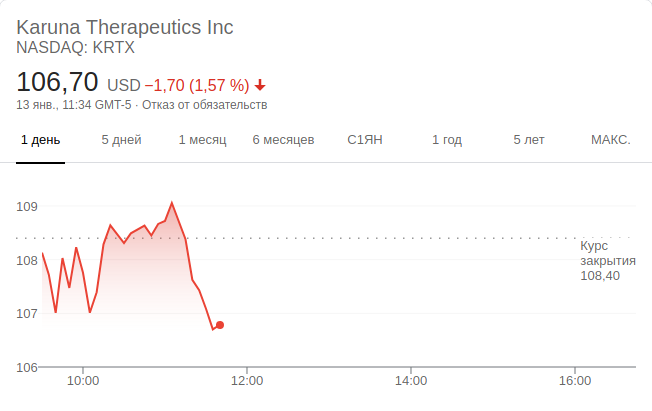 Karuna Therapeutics Inc
NASDAQ: KRTX
106,70 USD −1,70 (1,57 %)
13 янв., 11:34 GMT-5 · Отказ от обязательств
1 день 5 дней 1 месяц 6 месяцев С1ЯН 1 год 5 лет МАКС.
109
108
107
106
Курс
закрытия
108,40
10:00 12:00 14:00 16:00